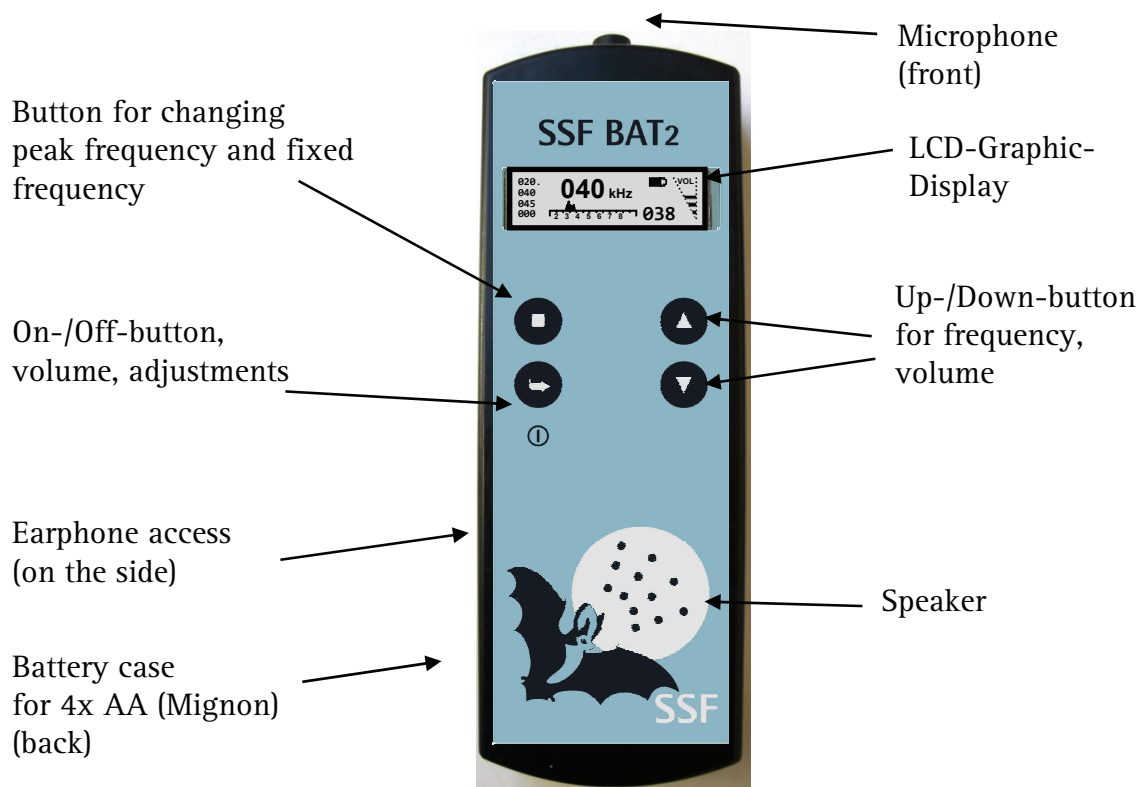 Microphone
(front)
Button for changing
peak frequency and fixed
frequency
SSF BAT2
LCD-Graphic-
Display
020.
040
045
000
040 kHz
VOL
2 3 4 5 6 7 8
038
On-/Off-button,
volume, adjustments
Up-/Down-button
for frequency,
volume
Earphone access
(on the side)
Speaker
Battery case
for 4x AA (Mignon)
(back)
SSF